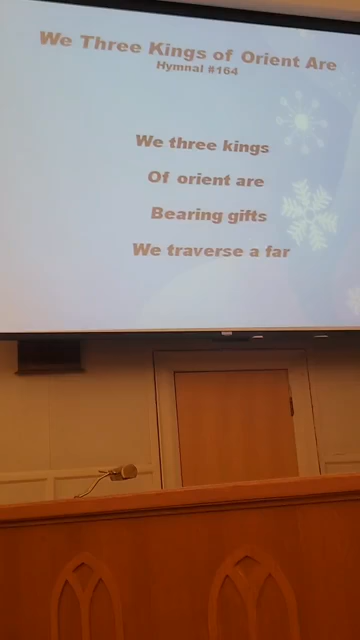 We Three Kings of Orient Are
Hymnal #164
We three kings
Of orient are
Bearing gifts
We traverse a far